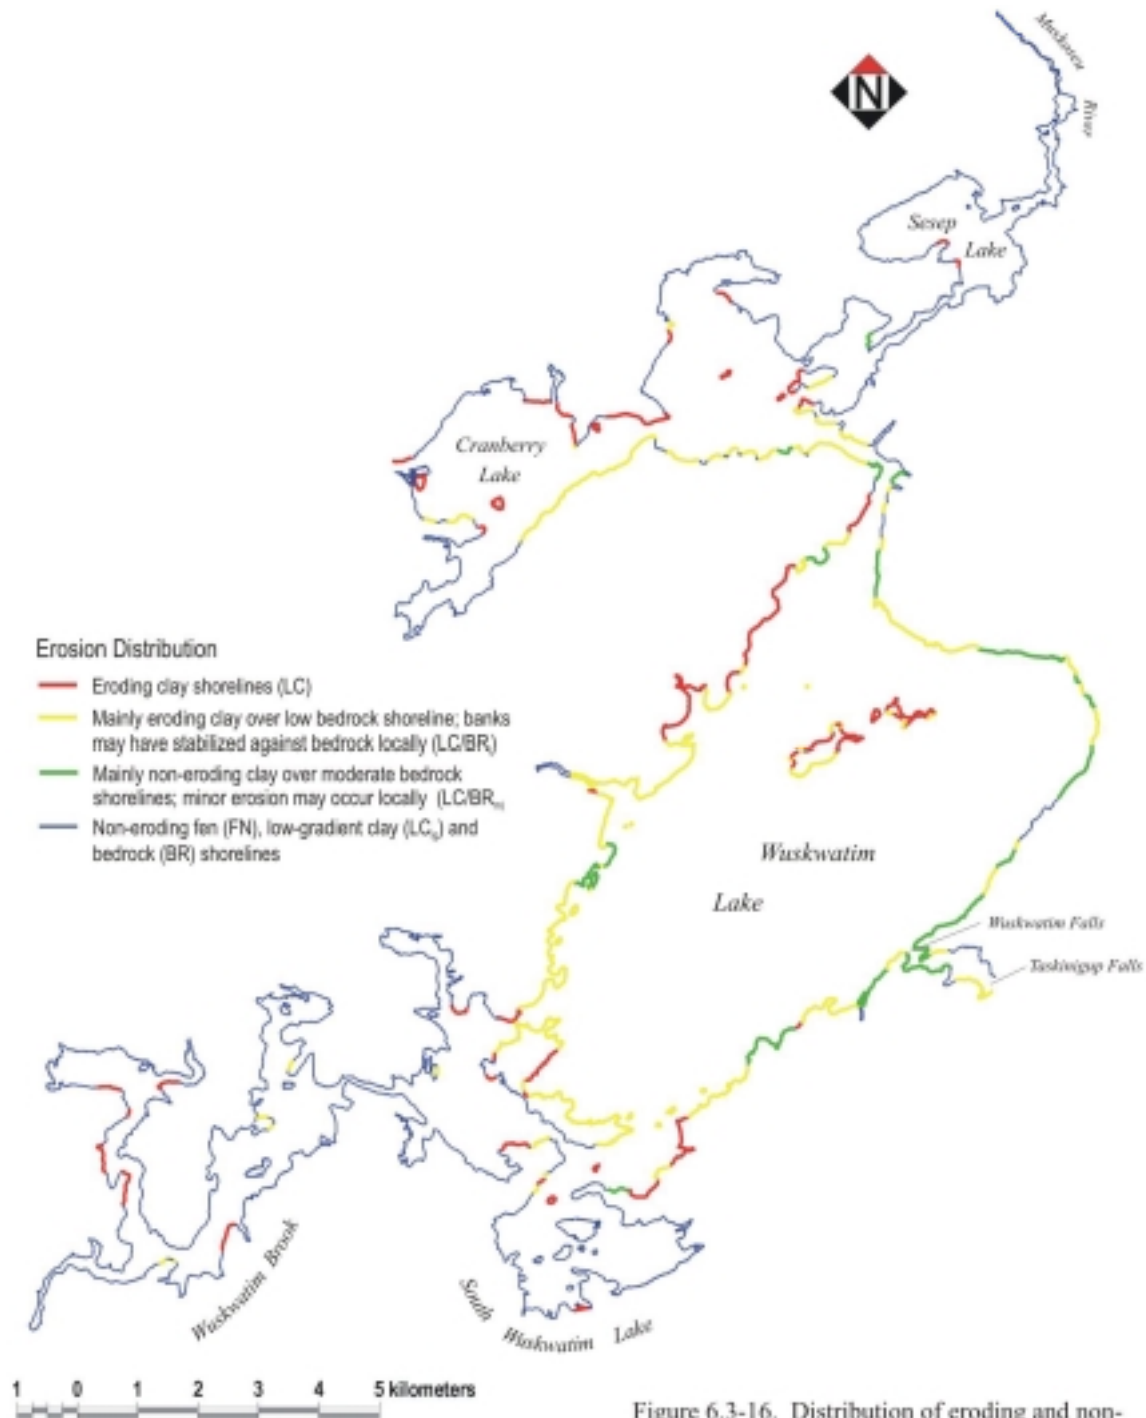 Muskoseu
River
N
Sesep
Lake
Cranberry
Lake
Erosion Distribution
Eroding clay shorelines (LC)
Mainly eroding clay over low bedrock shoreline; banks
may have stabilized against bedrock locally (LC/BRₗ)
Mainly non-eroding clay over moderate bedrock
shorelines; minor erosion may occur locally (LC/BRₘ)
Non-eroding fen (FN), low-gradient clay (LC) and
bedrock (BR) shorelines
Wuskwatim
Lake
Wuskwatim Falls
Taskinigup Falls
Wuskwatim Brook
South Wuskwatim Lake
1 0 1 2 3 4 5 kilometers
Figure 6.3-16. Distribution of eroding and non-